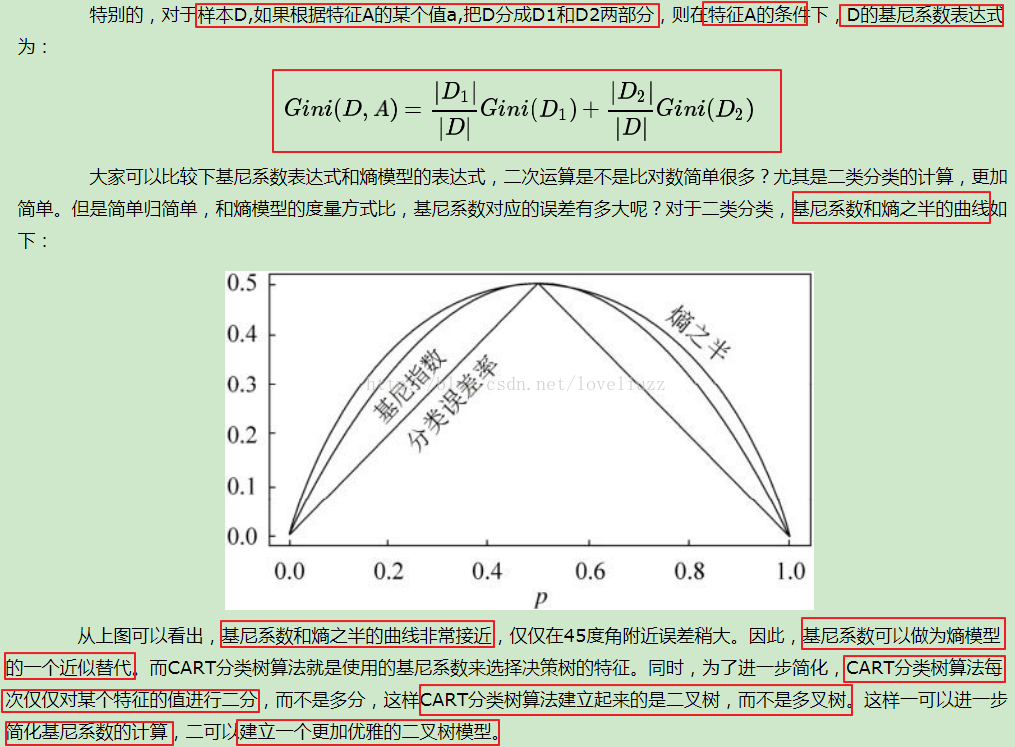 特别的，对于样本D,如果根据特征A的某个值a,把D分成D1和D2两部分，则在特征A的条件下，D的基尼系数表达式
为：
Gini(D, A) = |D₁|/|D| Gini(D₁) + |D₂|/|D| Gini(D₂)
大家可以比较下基尼系数表达式和熵模型的表达式，二次运算是不是比对数简单很多？尤其是二类分类的计算，更加
简单。但是简单归简单，和熵模型的度量方式比，基尼系数对应的误差有多大呢？对于二类分类，基尼系数和熵之半的曲线如
下：
0.5
0.4
0.3
0.2
0.1
0.0
熵之半
基尼指数
分类误差率
csdn.net/loveliuzz
0.0 0.2 0.4 0.6 0.8 1.0
p
从上图可以看出，基尼系数和熵之半的曲线非常接近，仅仅在45度角附近误差稍大。因此，基尼系数可以做为熵模型
的一个近似替代。而CART分类树算法就是使用的基尼系数来选择决策树的特征。同时，为了进一步简化，CART分类树算法每
次仅仅对某个特征的值进行二分，而不是多分，这样CART分类树算法建立起来的是二叉树，而不是多叉树。这样一可以进一步
简化基尼系数的计算，二可以建立一个更加优雅的二叉树模型。